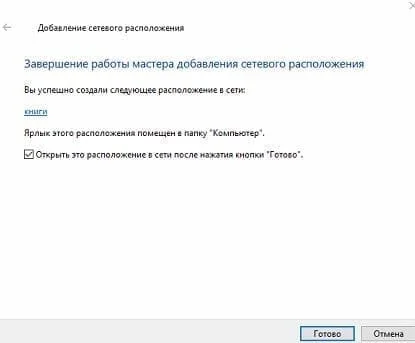 Добавление сетевого расположения
Завершение работы мастера добавления сетевого расположения
Вы успешно создали следующее расположение в сети:
книги
Ярлык этого расположения помещен в папку "Компьютер".
Открыть это расположение в сети после нажатия кнопки "Готово".
Готово
Отмена